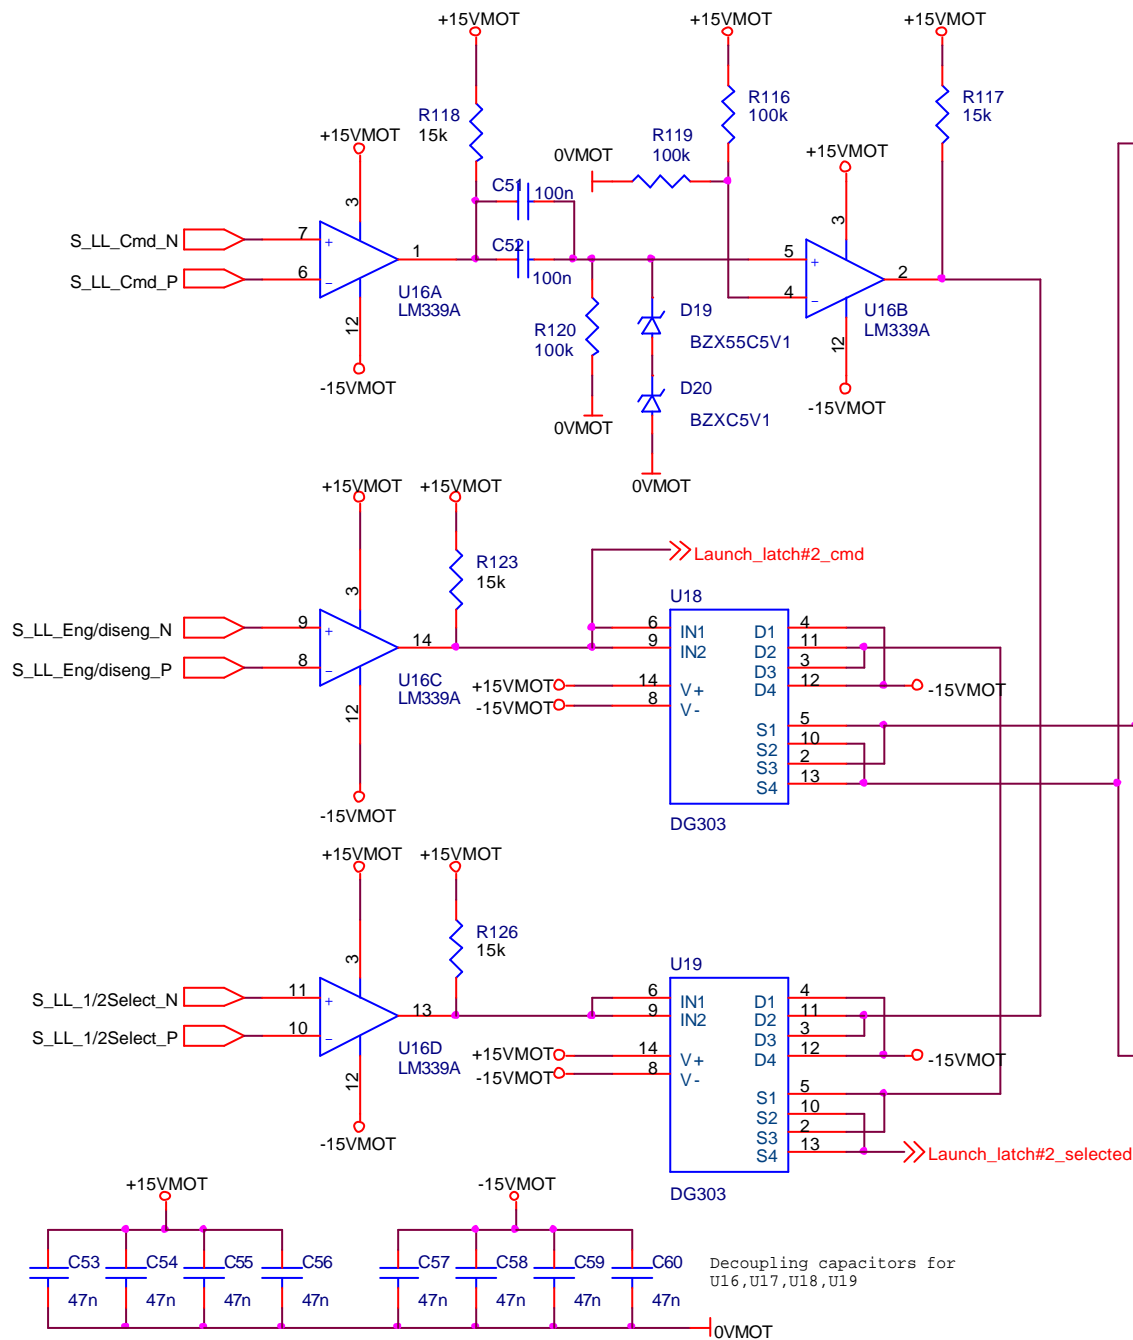 +15VMOT +15VMOT +15VMOT
R118
15k
R116
100k
R117
15k
+15VMOT
R119
100k
0VMOT
+15VMOT
3
C51
100n
3
S_LL_Cmd_N 7 + 1
S_LL_Cmd_P 6 -
C52
100n
5 + 2
4 -
U16A
LM339A
U16B
LM339A
12
R120
100k
D19
BZX55C5V1
12
-15VMOT
D20
BZXC5V1
-15VMOT
0VMOT
0VMOT
+15VMOT +15VMOT
R123
15k
Launch_latch#2_cmd
3
U18
S_LL_Eng/diseng_N 9 + 14
S_LL_Eng/diseng_P 8 -
6 IN1 D1 4
9 IN2 D2 11
D3 3
+15VMOT 14 V+ D4 12 -15VMOT
-15VMOT 8 V-
U16C
LM339A
12
S1 5
S2 10
S3 2
S4 13
-15VMOT
DG303
+15VMOT +15VMOT
R126
15k
3
U19
S_LL_1/2Select_N 11 + 13
S_LL_1/2Select_P 10 -
6 IN1 D1 4
9 IN2 D2 11
D3 3
+15VMOT 14 V+ D4 12 -15VMOT
-15VMOT 8 V-
U16D
LM339A
12
S1 5
S2 10
S3 2
S4 13 Launch_latch#2_selected
-15VMOT
DG303
+15VMOT -15VMOT
C53 C54 C55 C56 C57 C58 C59 C60
47n 47n 47n 47n 47n 47n 47n 47n
Decoupling capacitors for
U16,U17,U18,U19
0VMOT